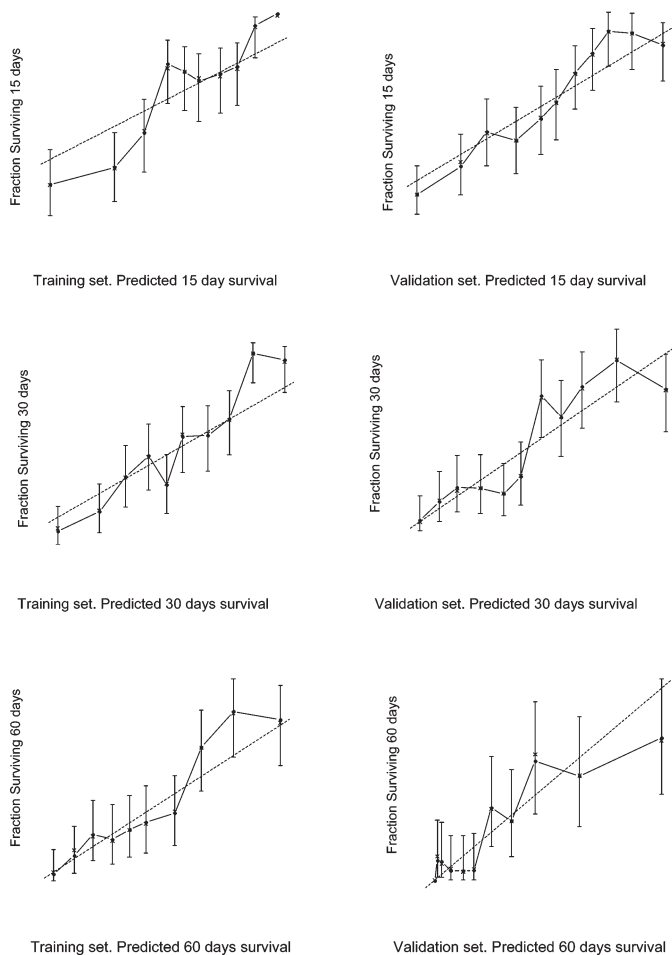 Fraction Surviving 15 days
Fraction Surviving 15 days
Training set. Predicted 15 day survival
Validation set. Predicted 15 day survival
Fraction Surviving 30 days
Fraction Surviving 30 days
Training set. Predicted 30 days survival
Validation set. Predicted 30 days survival
Fraction Surviving 60 days
Fraction Surviving 60 days
Training set. Predicted 60 days survival
Validation set. Predicted 60 days survival